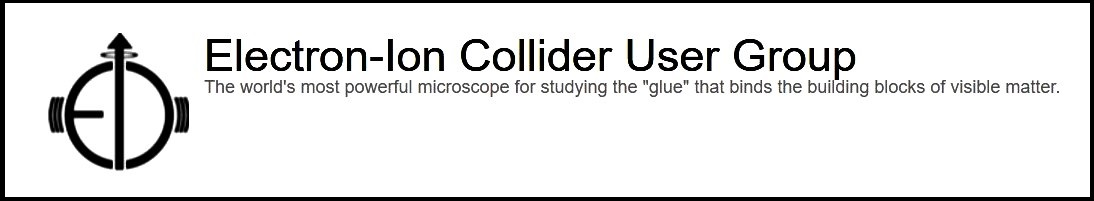 Electron-Ion Collider User Group
The world's most powerful microscope for studying the "glue" that binds the building blocks of visible matter.